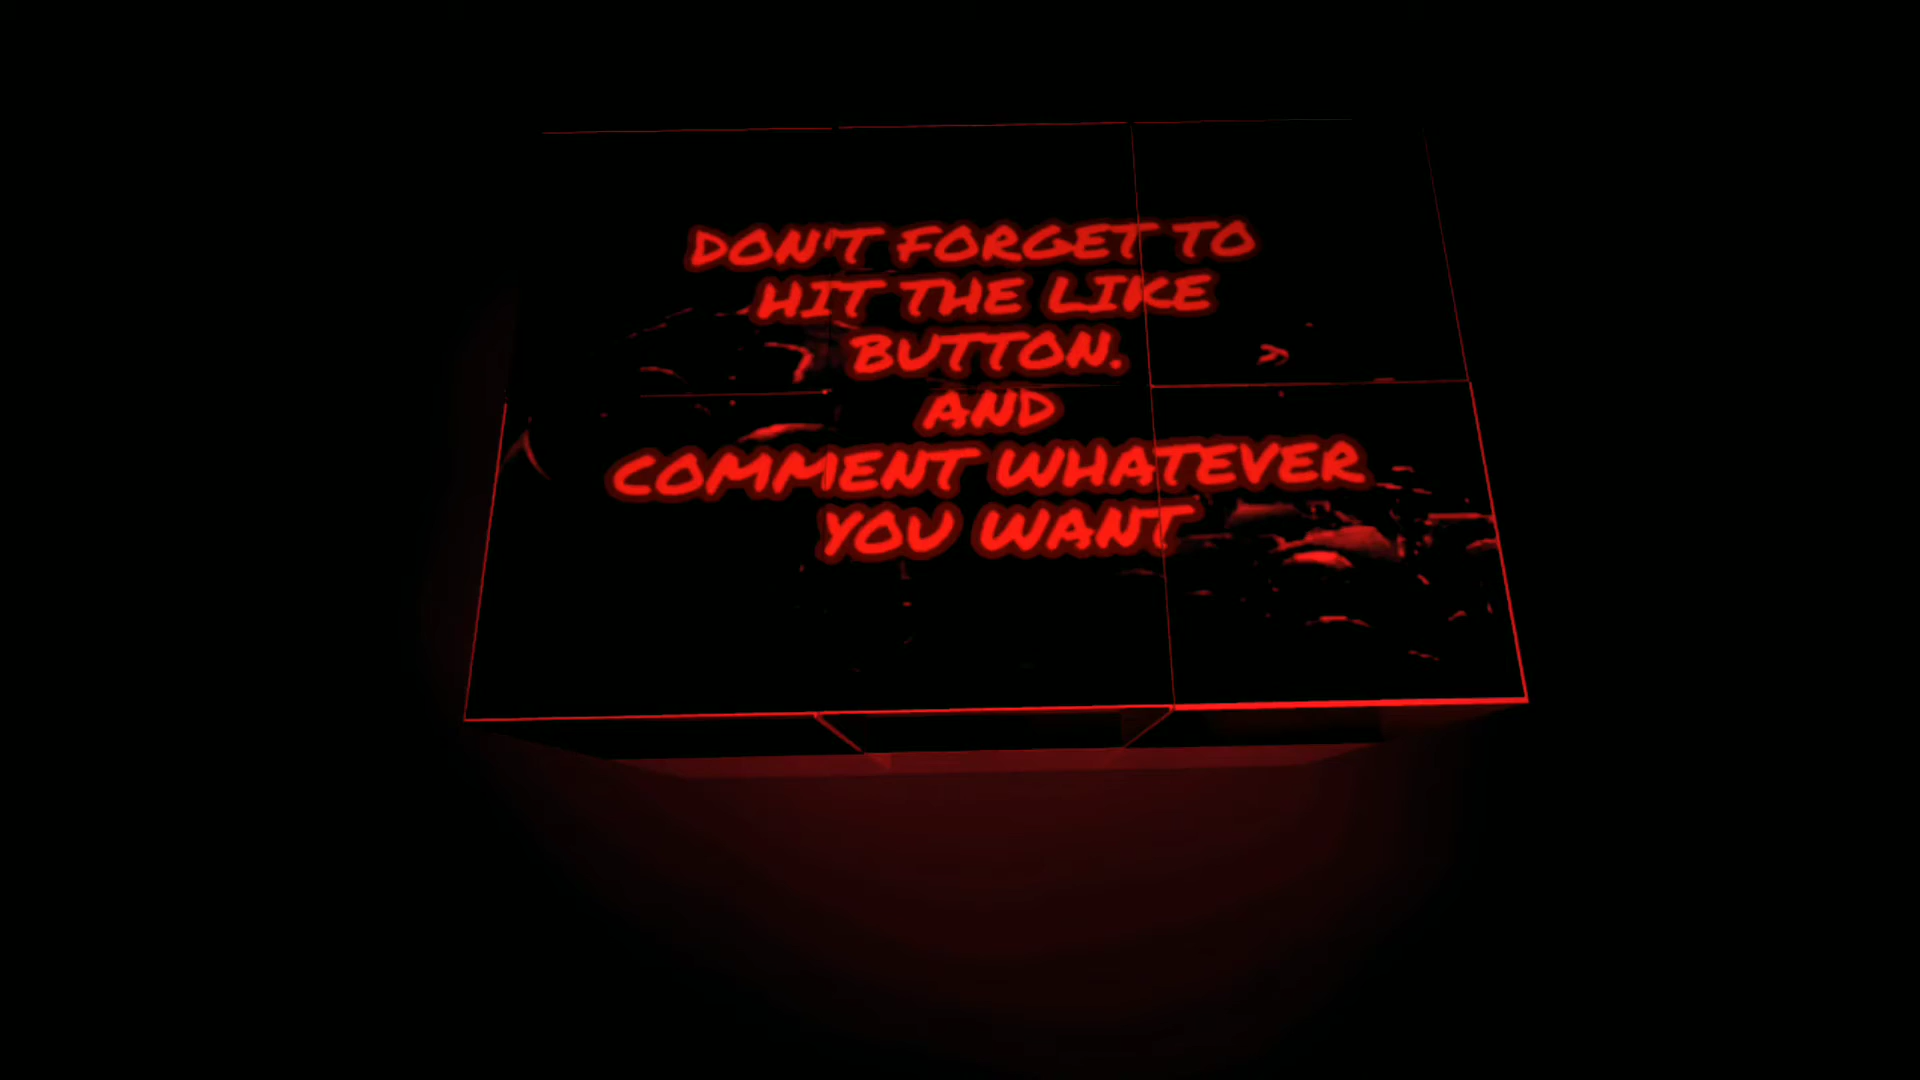 DON'T FORGET TO
HIT THE LIKE
BUTTON.
AND
COMMENT WHATEVER
YOU WANT